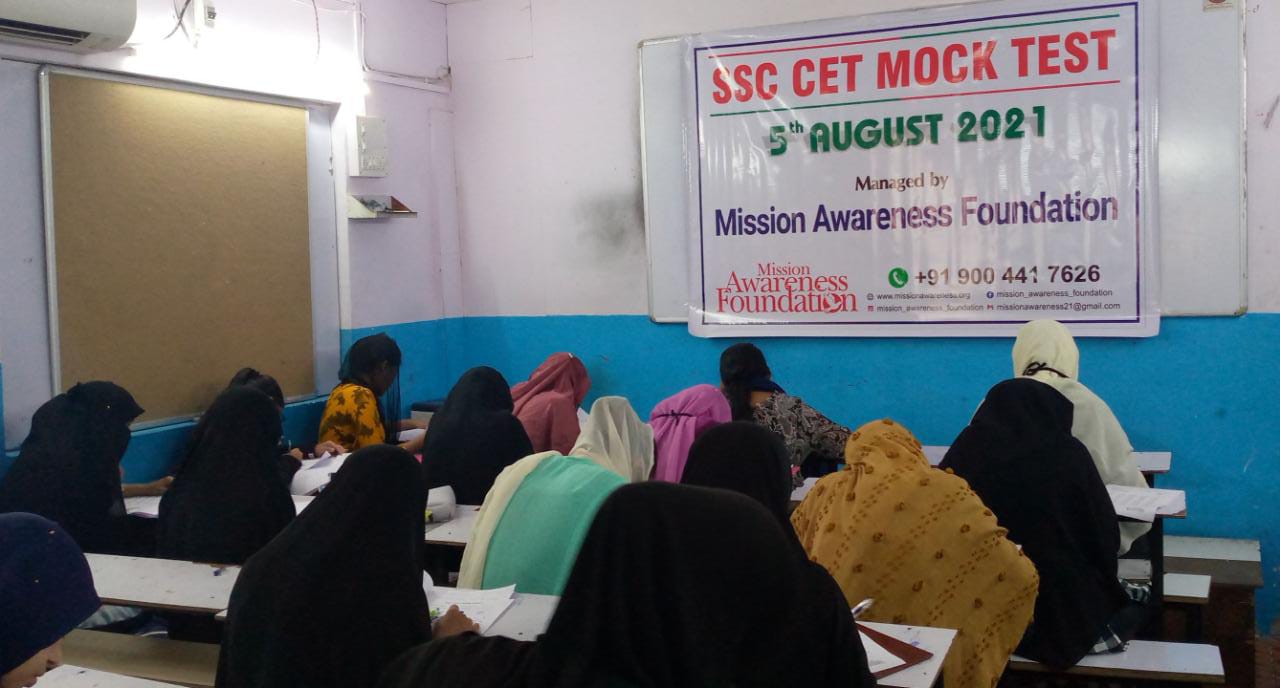 SSC CET MOCK TEST
5th AUGUST 2021
Managed by
Mission Awareness Foundation
Mission
Awareness
Foundation
+91 900 441 7626
www.missionawareness.org
mission_awareness_foundation
mission_awareness_foundation
missionawareness21@gmail.com